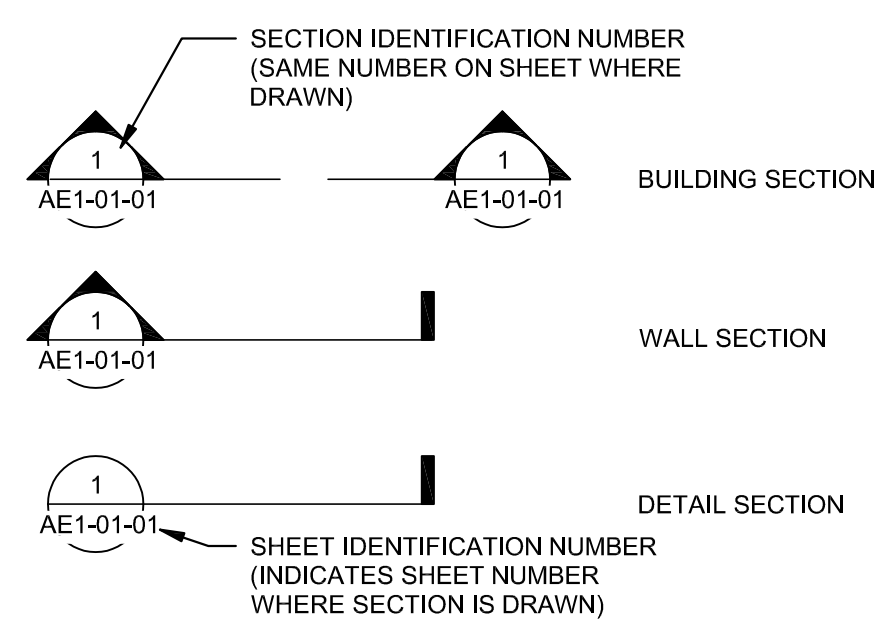 SECTION IDENTIFICATION NUMBER
(SAME NUMBER ON SHEET WHERE
DRAWN)
1
AE1-01-01
1
AE1-01-01
BUILDING SECTION
1
AE1-01-01
WALL SECTION
1
AE1-01-01
DETAIL SECTION
SHEET IDENTIFICATION NUMBER
(INDICATES SHEET NUMBER
WHERE SECTION IS DRAWN)